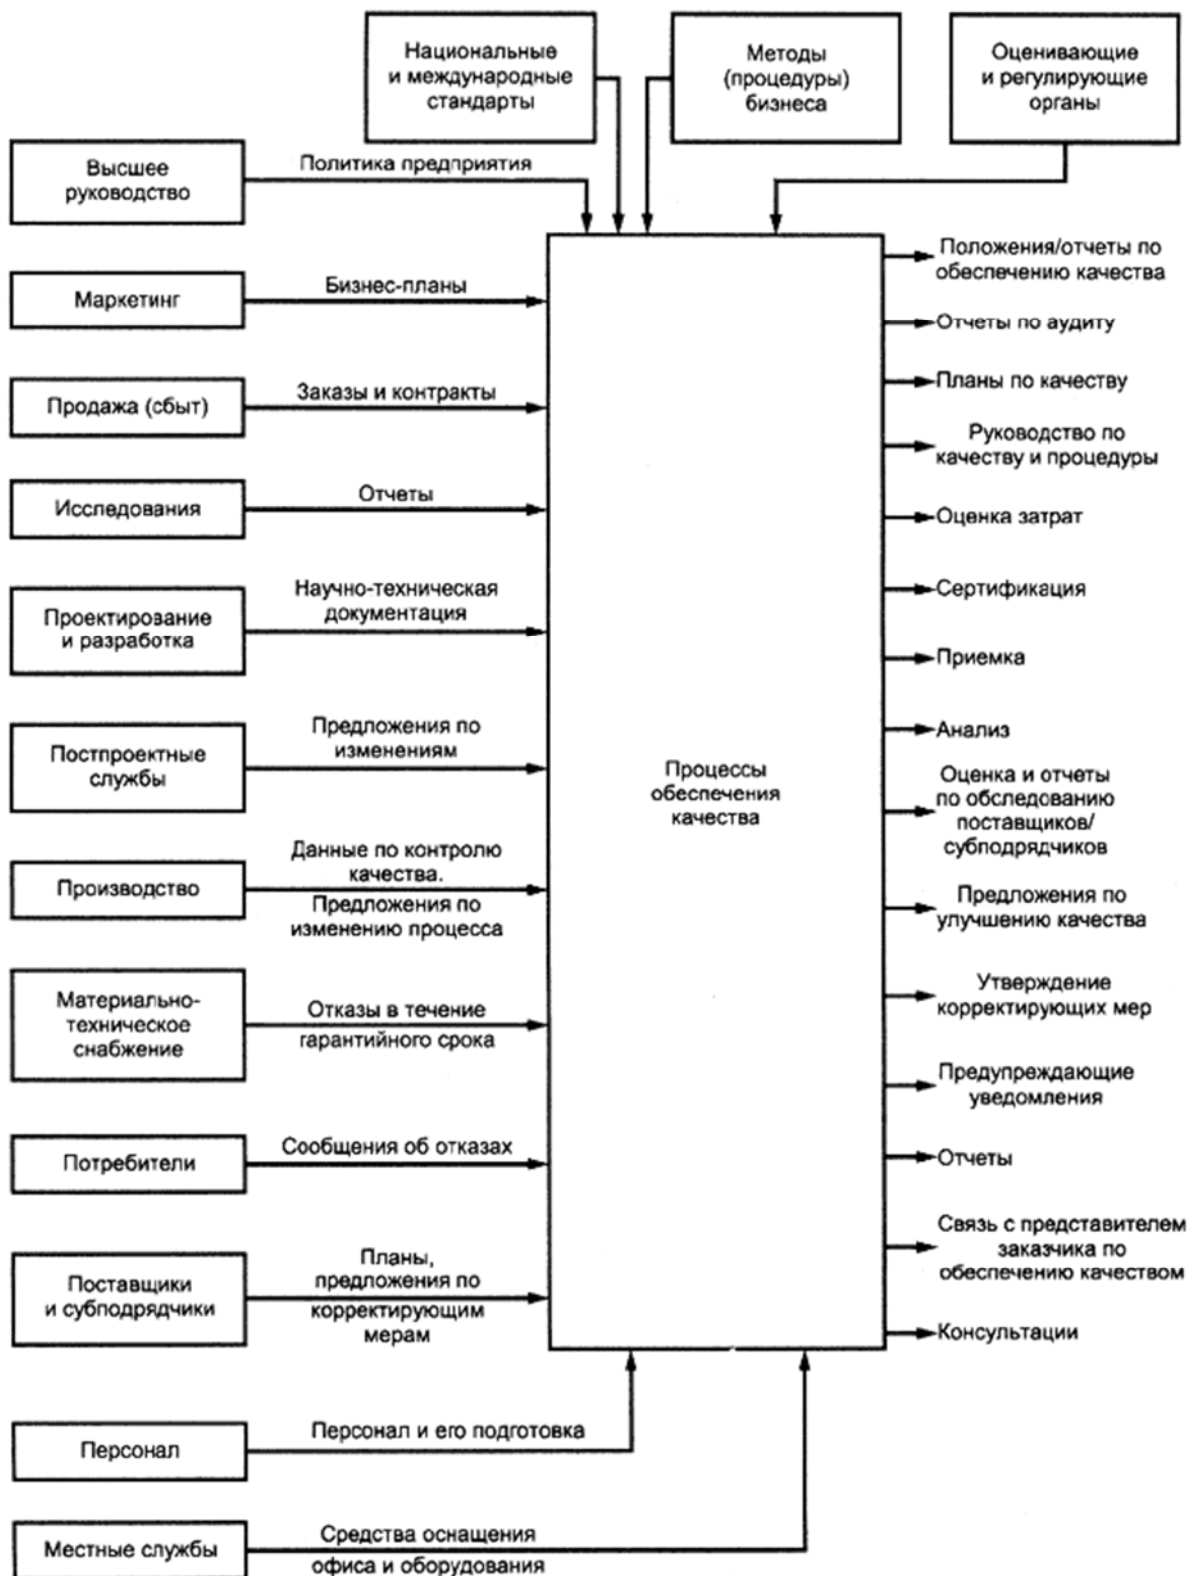 Национальные
и международные
стандарты
Методы
(процедуры)
бизнеса
Оценивающие
и регулирующие
органы
Высшее
руководство
Политика предприятия
Маркетинг
Бизнес-планы
Продажа (сбыт)
Заказы и контракты
Исследования
Отчеты
Проектирование
и разработка
Научно-техническая
документация
Постпроектные
службы
Предложения по
изменениям
Производство
Данные по контролю
качества.
Предложения по
изменению процесса
Материально-
техническое
снабжение
Отказы в течение
гарантийного срока
Потребители
Сообщения об отказах
Поставщики
и субподрядчики
Планы,
предложения по
корректирующим
мерам
Персонал
Персонал и его подготовка
Местные службы
Средства оснащения
офиса и оборудования
Процессы
обеспечения
качества
Положения/отчеты по
обеспечению качества
Отчеты по аудиту
Планы по качеству
Руководство по
качеству и процедуры
Оценка затрат
Сертификация
Приемка
Анализ
Оценка и отчеты
по обследованию
поставщиков/
субподрядчиков
Предложения по
улучшению качества
Утверждение
корректирующих мер
Предупреждающие
уведомления
Отчеты
Связь с представителем
заказчика по
обеспечению качеством
Консультации